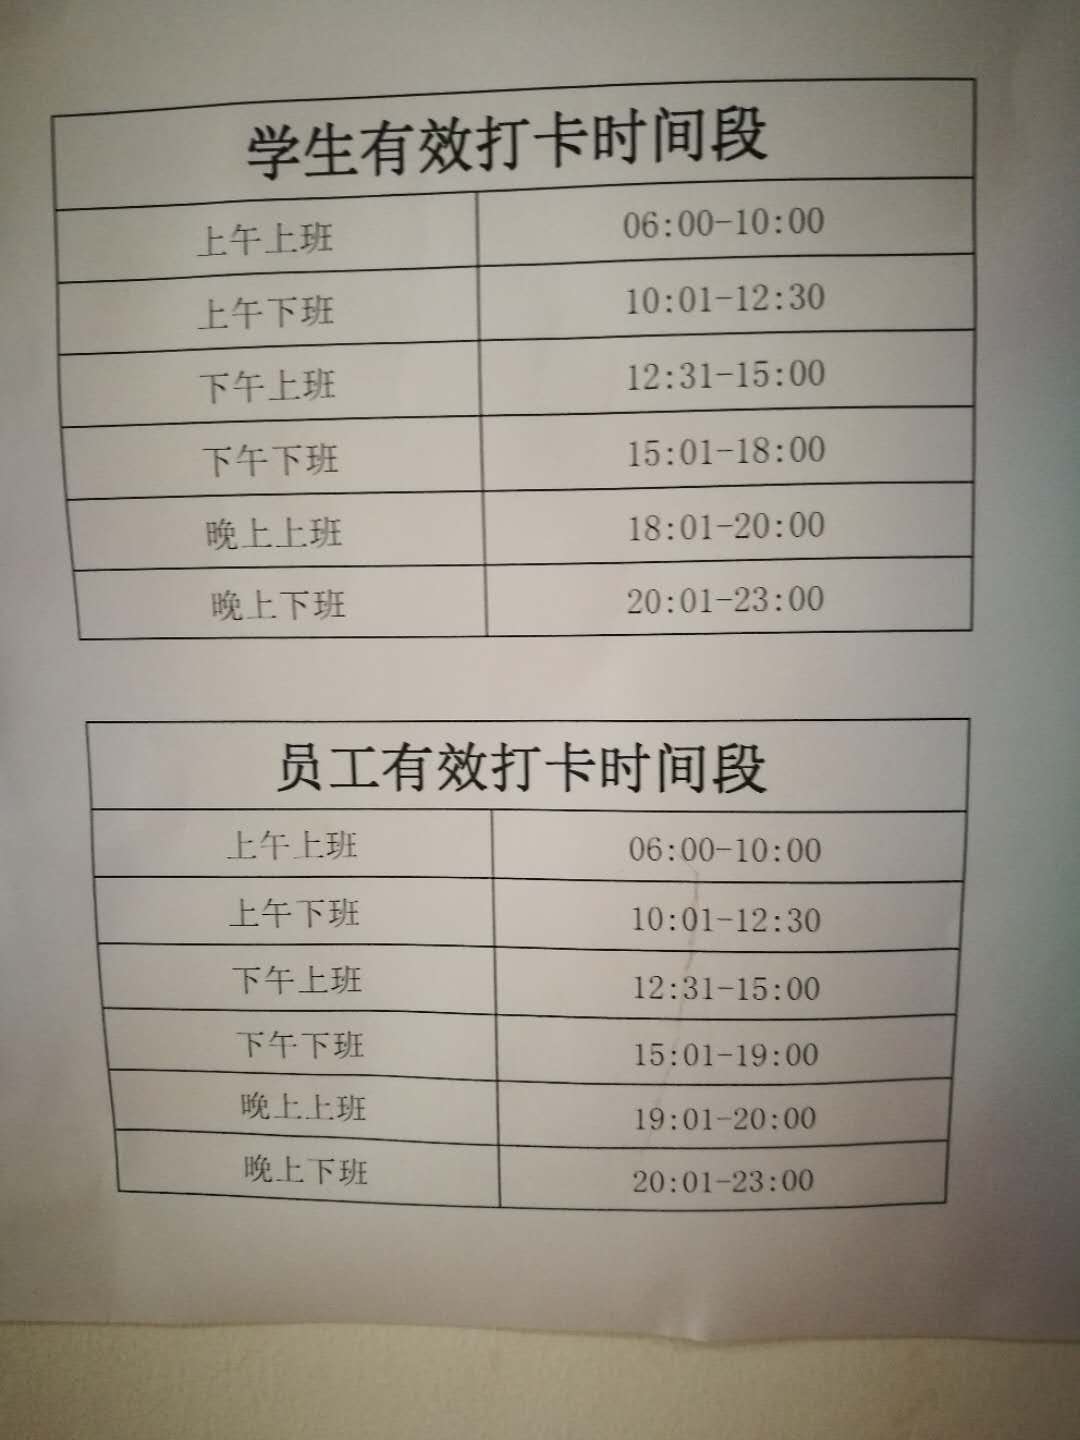 学生有效打卡时间段
上午上班 06:00-10:00
上午下班 10:01-12:30
下午上班 12:31-15:00
下午下班 15:01-18:00
晚上上班 18:01-20:00
晚上下班 20:01-23:00
员工有效打卡时间段
上午上班 06:00-10:00
上午下班 10:01-12:30
下午上班 12:31-15:00
下午下班 15:01-19:00
晚上上班 19:01-20:00
晚上下班 20:01-23:00